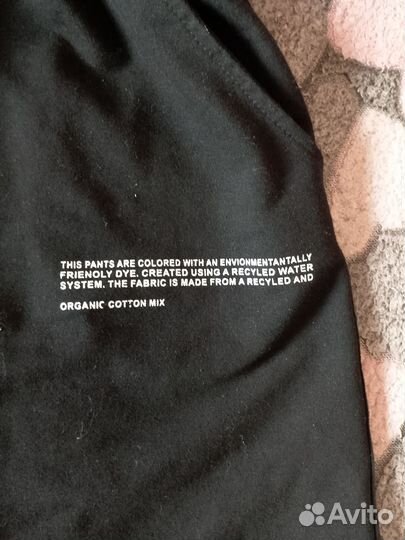 THIS PANTS ARE COLORED WITH AN ENVIONMENTANTALLY
FRIENOLY DYE. CREATED USING A RECYLED WATER
SYSTEM. THE FABRIC IS MADE FROM A RECYLED AND
ORGANIC COTTON MIX
Avito